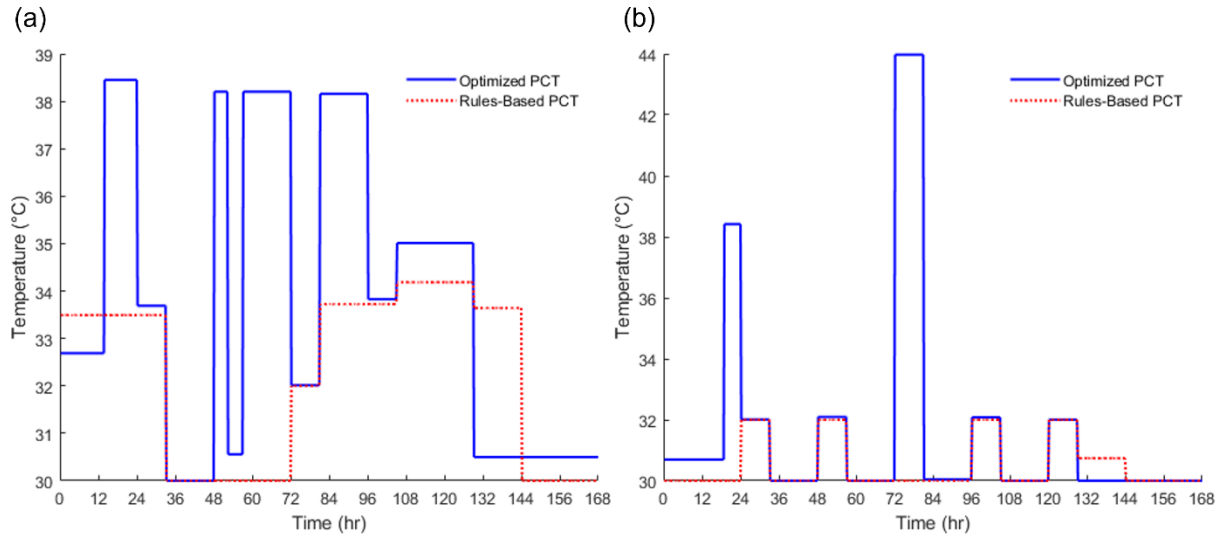 (a)
39
38
37
36
35
34
33
32
31
30
Temperature (°C)
0 12 24 36 48 60 72 84 96 108 120 132 144 156 168
Time (hr)
Optimized PCT
Rules-Based PCT
(b)
44
42
40
38
36
34
32
30
Temperature (°C)
0 12 24 36 48 60 72 84 96 108 120 132 144 156 168
Time (hr)
Optimized PCT
Rules-Based PCT